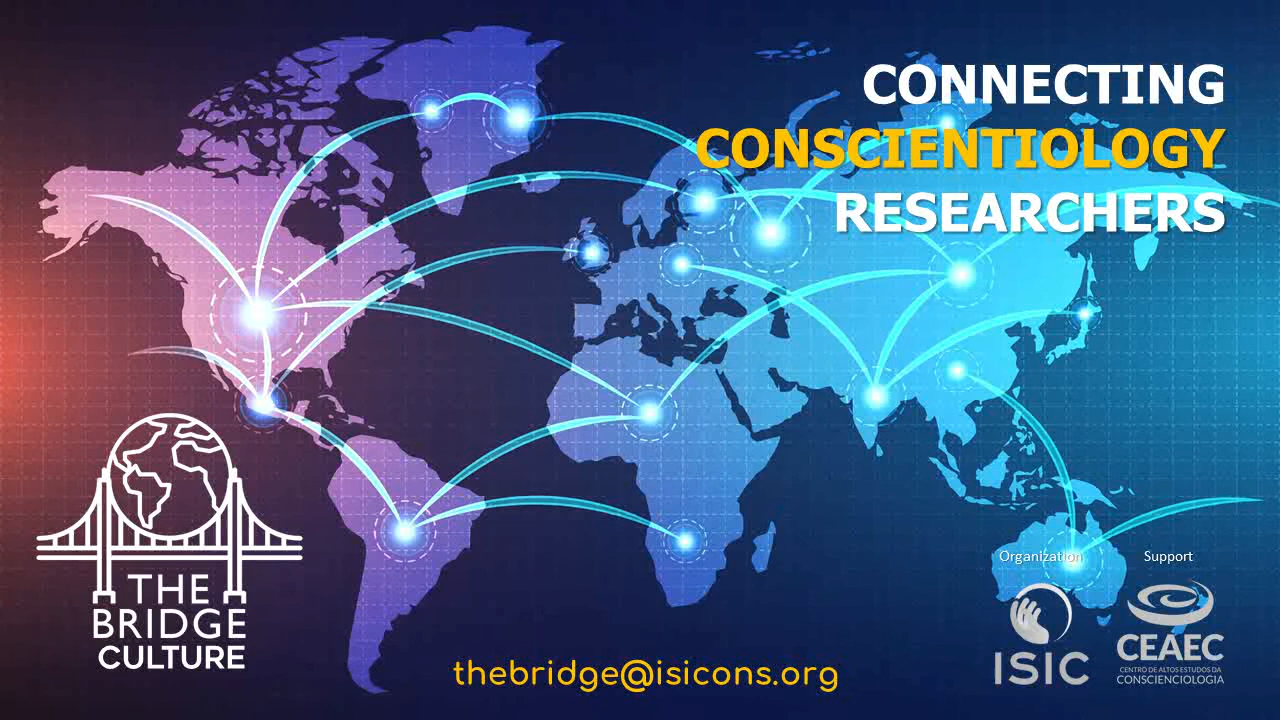 CONNECTING
CONSCIENTIOLOGY
RESEARCHERS
THE
BRIDGE
CULTURE
thebridge@isicons.org
Organization
ISIC
Support
CEAEC
CENTRO DE ALTOS ESTUDOS DA
CONSCIENCIOLOGIA